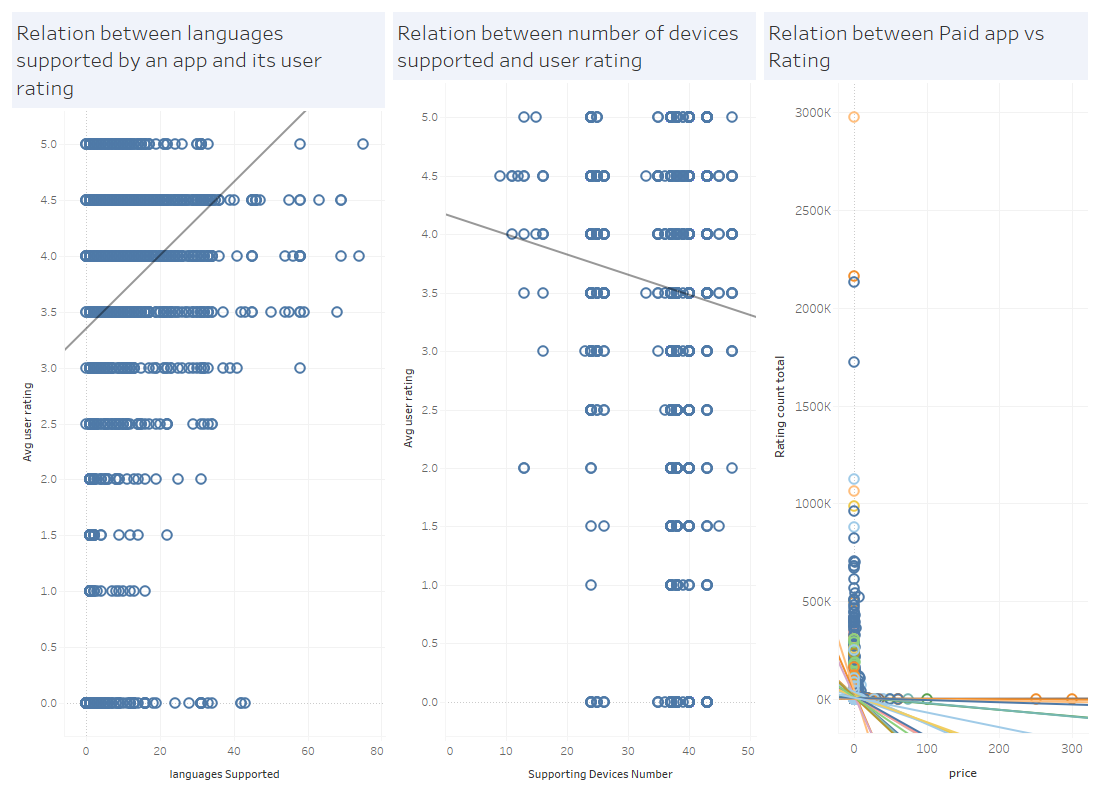 Relation between languages
supported by an app and its user
rating
Relation between number of devices
supported and user rating
Relation between Paid app vs
Rating
5.0
4.5
4.0
3.5
3.0
2.5
2.0
1.5
1.0
0.5
0.0
Avg user rating
0 20 40 60 80
languages Supported
5.0
4.5
4.0
3.5
3.0
2.5
2.0
1.5
1.0
0.5
0.0
Avg user rating
0 10 20 30 40 50
Supporting Devices Number
3000K
2500K
2000K
1500K
1000K
500K
0K
Rating count total
0 100 200 300
price